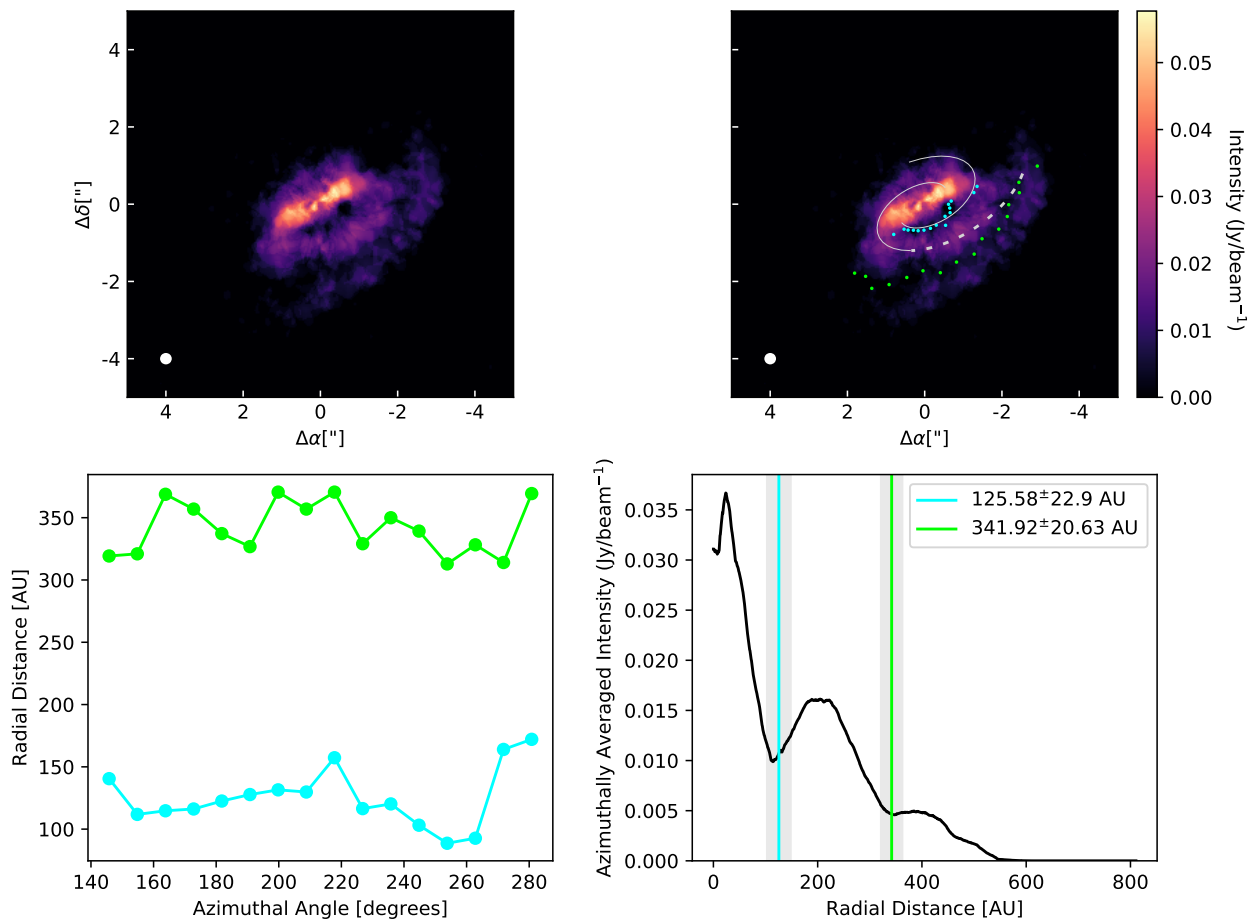 4
2
0
-2
-4
Δδ["]
4
2
0
-2
-4
Δα["]
4
2
0
-2
-4
Δα["]
0.05
0.04
0.03
0.02
0.01
0.00
Intensity (Jy/beam⁻¹)
350
300
250
200
150
100
Radial Distance [AU]
140 160 180 200 220 240 260 280
Azimuthal Angle [degrees]
0.035
0.030
0.025
0.020
0.015
0.010
0.005
0.000
Azimuthally Averaged Intensity (Jy/beam⁻¹)
125.58±22.9 AU
341.92±20.63 AU
0 200 400 600 800
Radial Distance [AU]